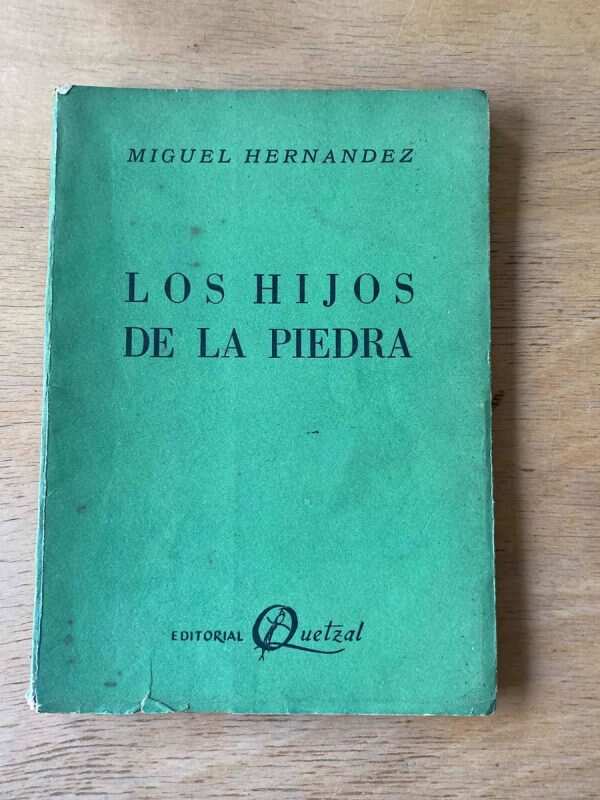 MIGUEL HERNANDEZ
LOS HIJOS
DE LA PIEDRA
EDITORIAL Quetzal